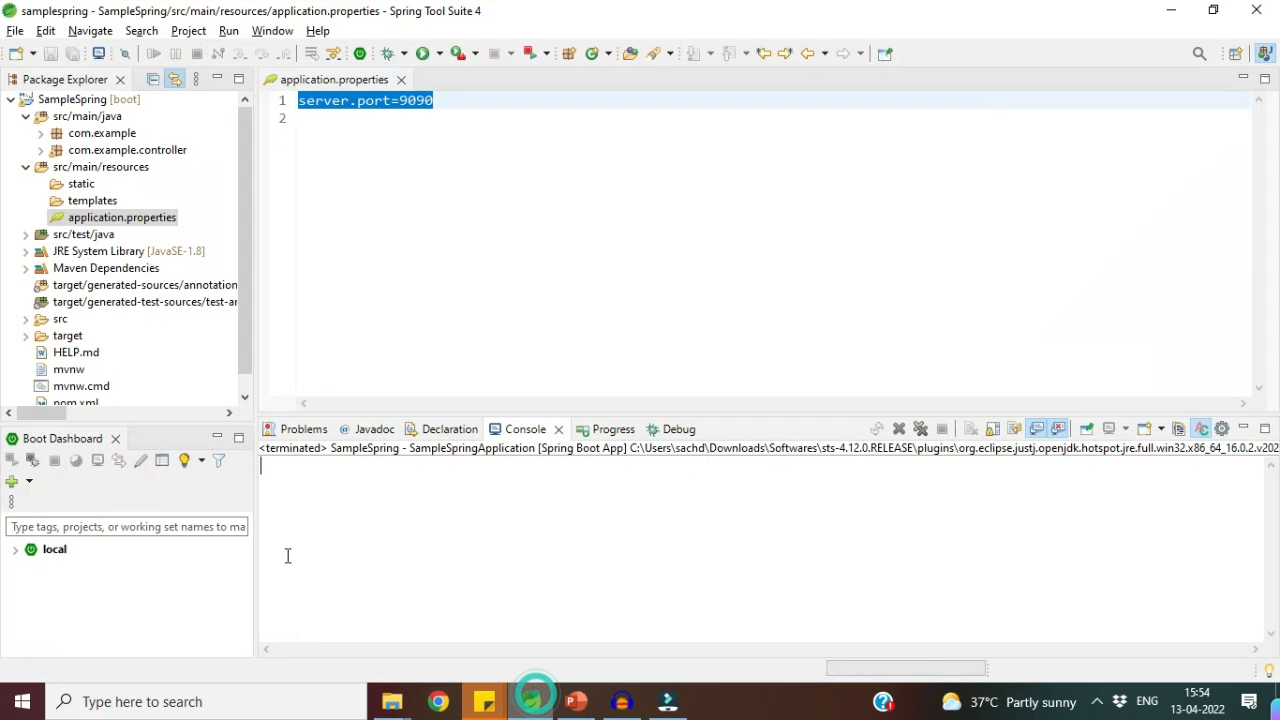 samplespring - SampleSpring/src/main/resources/application.properties - Spring Tool Suite 4
File Edit Navigate Search Project Run Window Help
Package Explorer
application.properties
SampleSpring [boot]
src/main/java
com.example
com.example.controller
src/main/resources
static
templates
application.properties
src/test/java
JRE System Library [JavaSE-1.8]
Maven Dependencies
target/generated-sources/annotation
target/generated-test-sources/test-ar
src
target
HELP.md
mvnw
mvnw.cmd
pom.xml
1 server.port=9090
2
Boot Dashboard
Type tags, projects, or working set names to ma
local
Problems Javadoc Declaration Console Progress Debug
<terminated> SampleSpring - SampleSpringApplication [Spring Boot App] C:\Users\sachd\Downloads\Softwares\sts-4.12.0.RELEASE\plugins\org.eclipse.justj.openjdk.hotspot.jre.full.win32.x86_64_16.0.2.v202
Type here to search
37°C Partly sunny
ENG
15:54
13-04-2022